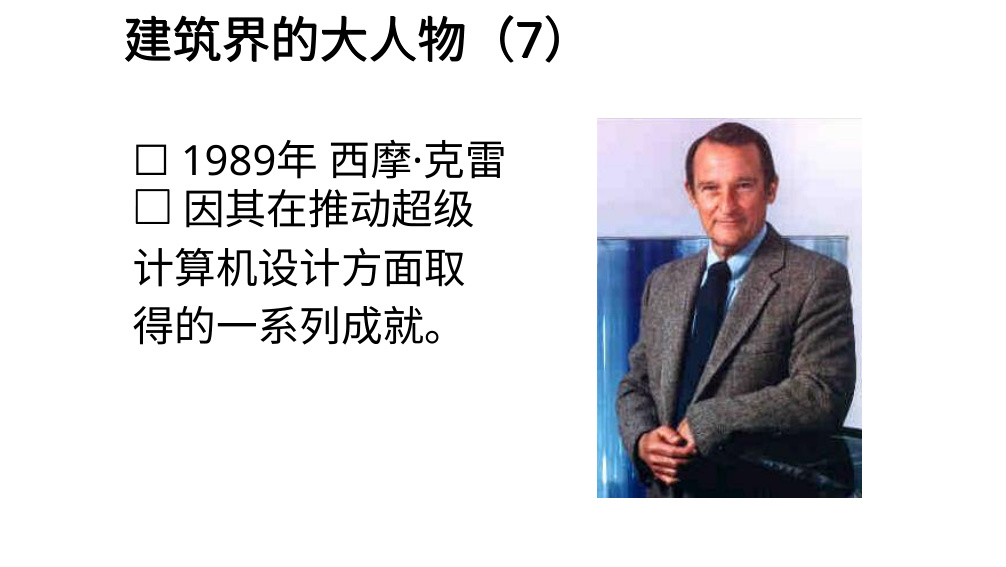 建筑界的大人物（7）
□ 1989年 西摩·克雷
□ 因其在推动超级
计算机设计方面取
得的一系列成就。